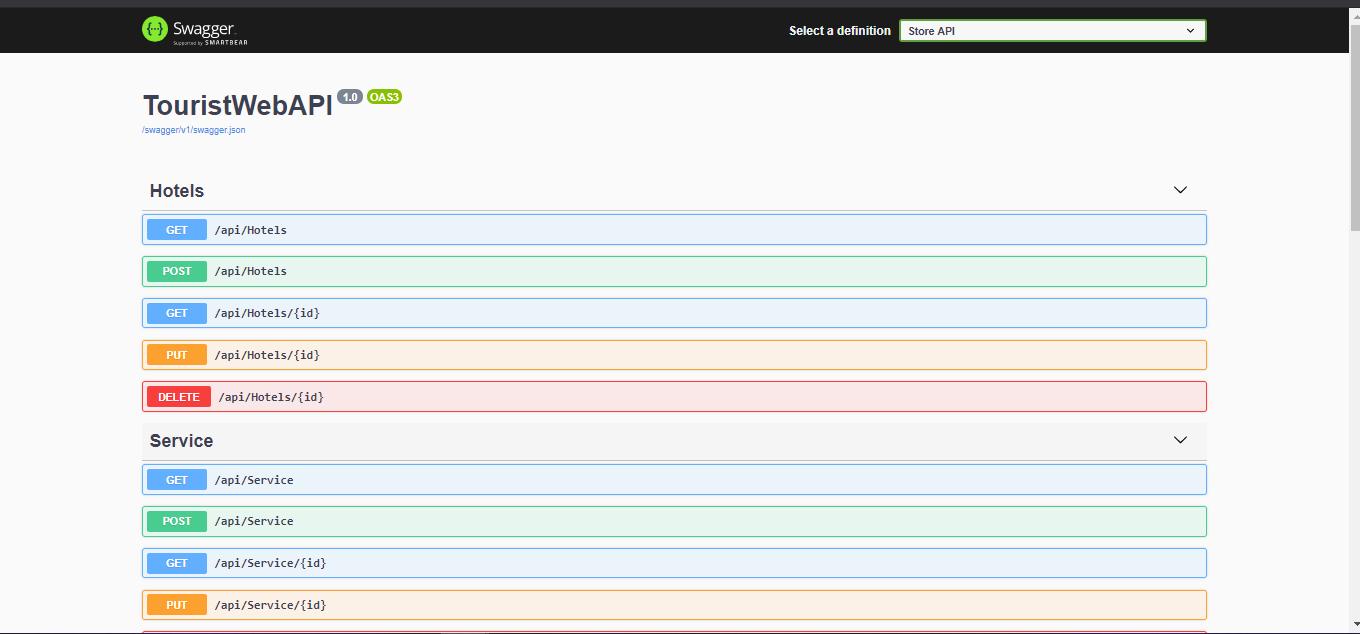 {··} Swagger
Supported by SMARTBEAR
Select a definition
Store API
TouristWebAPI 1.0 OAS3
/swagger/v1/swagger.json
Hotels
GET /api/Hotels
POST /api/Hotels
GET /api/Hotels/{id}
PUT /api/Hotels/{id}
DELETE /api/Hotels/{id}
Service
GET /api/Service
POST /api/Service
GET /api/Service/{id}
PUT /api/Service/{id}